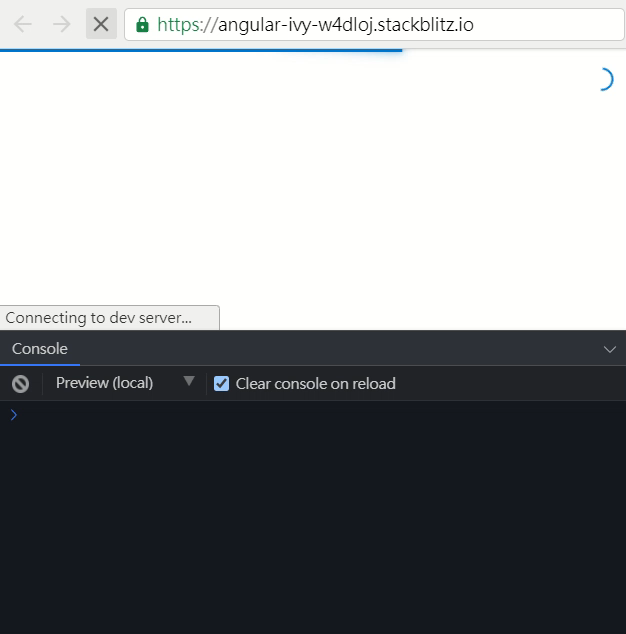 https://angular-ivy-w4dloj.stackblitz.io
Connecting to dev server...
Console
Preview (local)
Clear console on reload